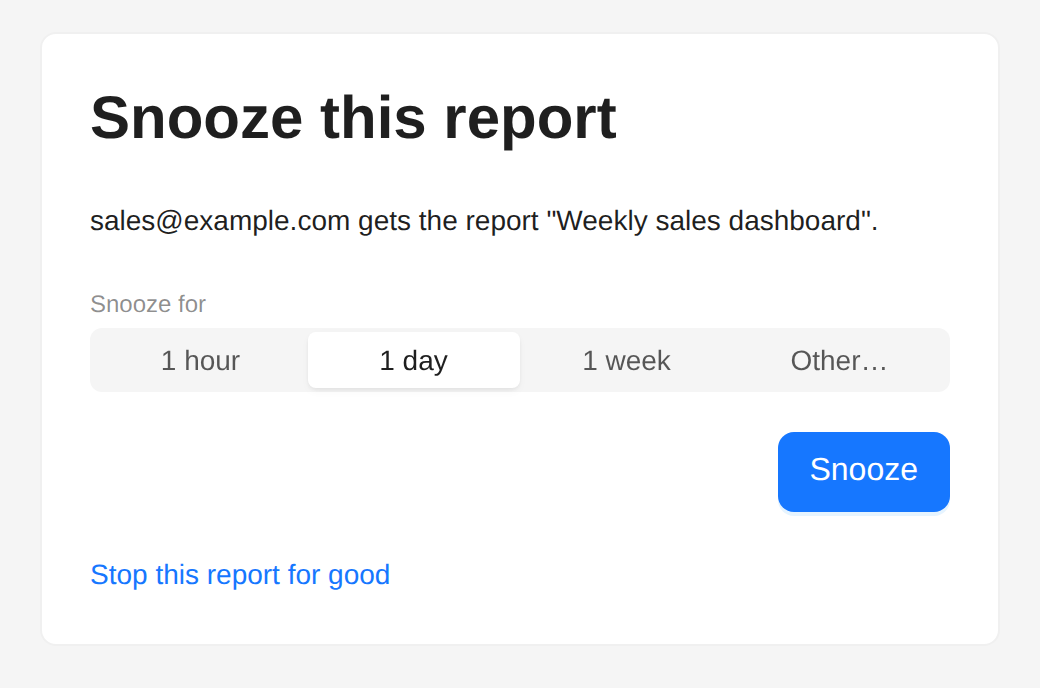 Snooze this report
sales@example.com gets the report "Weekly sales dashboard".
Snooze for
1 hour 1 day 1 week Other…
Snooze
Stop this report for good